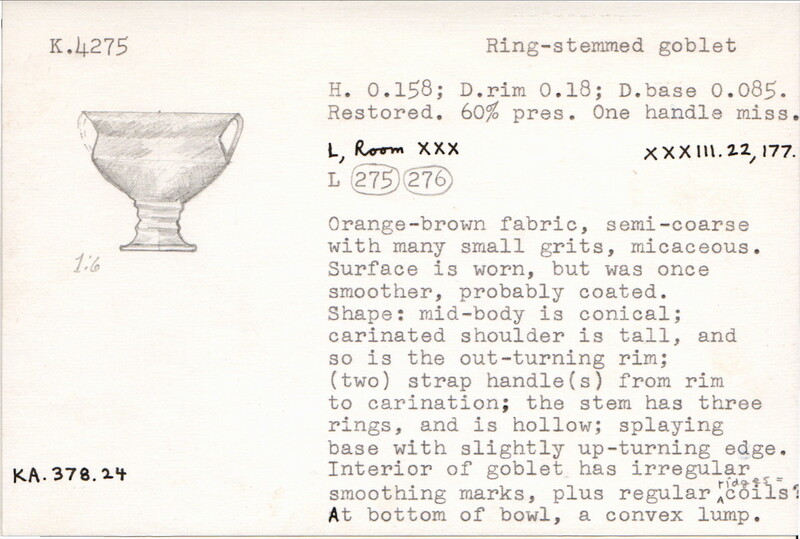 K.4275
Ring-stemmed goblet
H. 0.158; D.rim 0.18; D.base 0.085.
Restored. 60% pres. One handle miss.
L, Room XXX
XXXIII.22,177.
L 275 276
1:6
Orange-brown fabric, semi-coarse
with many small grits, micaceous.
Surface is worn, but was once
smoother, probably coated.
Shape: mid-body is conical;
carinated shoulder is tall, and
so is the out-turning rim;
(two) strap handle(s) from rim
to carination; the stem has three
rings, and is hollow; splaying
base with slightly up-turning edge.
Interior of goblet has irregular
smoothing marks, plus regular ridges = coils?
At bottom of bowl, a convex lump.
KA.378.24